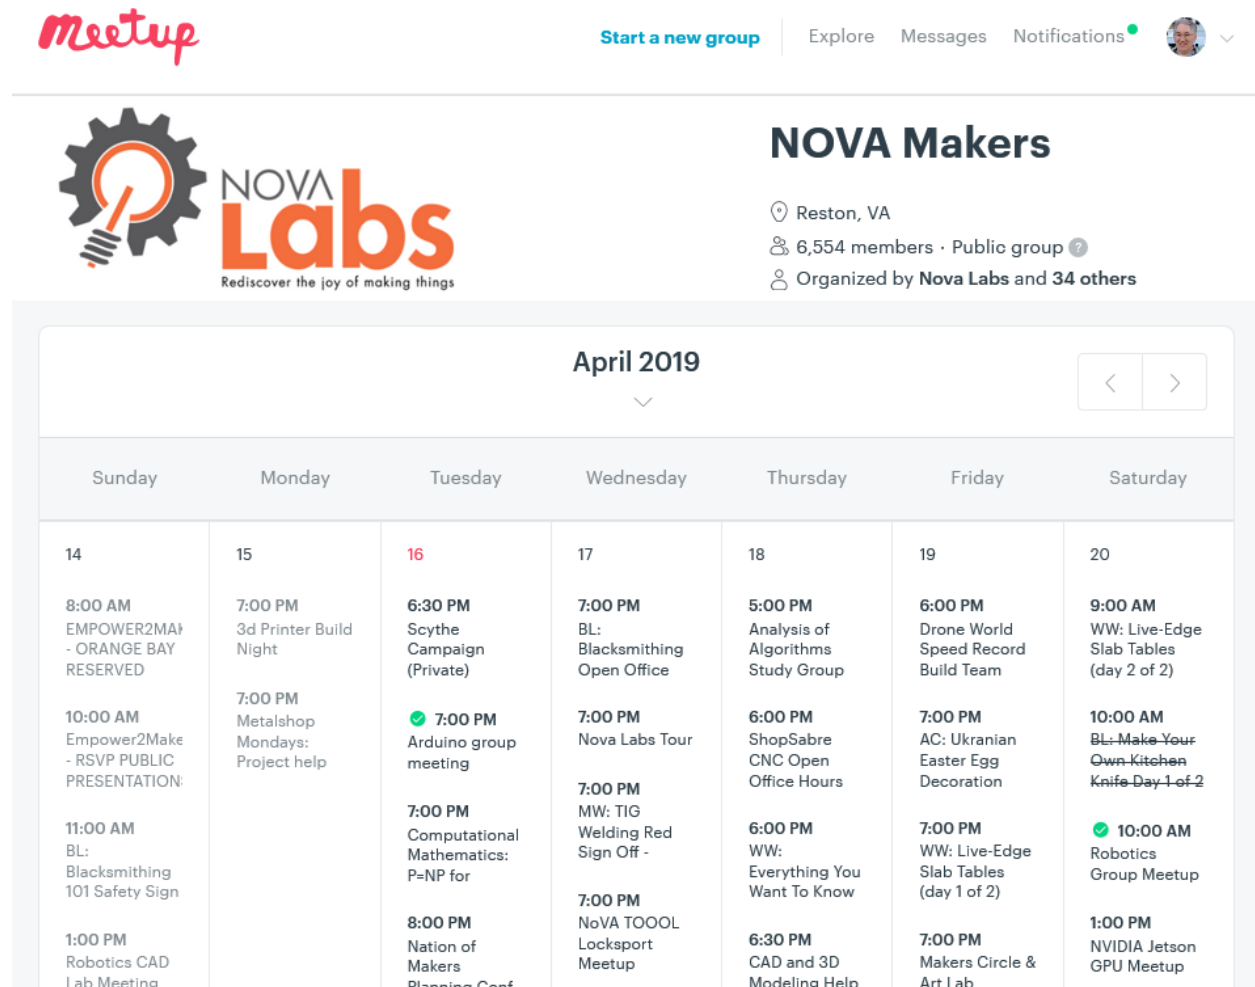 Meetup
Start a new group
Explore
Messages
Notifications
NOVA
Labs
Rediscover the joy of making things
NOVA Makers
Reston, VA
6,554 members · Public group ?
Organized by Nova Labs and 34 others
April 2019
Sunday
Monday
Tuesday
Wednesday
Thursday
Friday
Saturday
14
8:00 AM
EMPOWER2MAK
- ORANGE BAY
RESERVED
10:00 AM
Empower2Make
- RSVP PUBLIC
PRESENTATION
11:00 AM
BL:
Blacksmithing
101 Safety Sign
1:00 PM
Robotics CAD
Lab Meeting
15
7:00 PM
3d Printer Build
Night
7:00 PM
Metalshop
Mondays:
Project help
16
6:30 PM
Scythe
Campaign
(Private)
7:00 PM
Arduino group
meeting
7:00 PM
Computational
Mathematics:
P=NP for
8:00 PM
Nation of
Makers
Planning Conf
17
7:00 PM
BL:
Blacksmithing
Open Office
7:00 PM
Nova Labs Tour
7:00 PM
MW: TIG
Welding Red
Sign Off -
7:00 PM
NoVA TOOOL
Locksport
Meetup
18
5:00 PM
Analysis of
Algorithms
Study Group
6:00 PM
ShopSabre
CNC Open
Office Hours
6:00 PM
WW:
Everything You
Want To Know
6:30 PM
CAD and 3D
Modeling Help
19
6:00 PM
Drone World
Speed Record
Build Team
7:00 PM
AC: Ukranian
Easter Egg
Decoration
7:00 PM
WW: Live-Edge
Slab Tables
(day 1 of 2)
7:00 PM
Makers Circle &
Art Lab
20
9:00 AM
WW: Live-Edge
Slab Tables
(day 2 of 2)
10:00 AM
BL: Make Your
Own Kitchen
Knife Day 1 of 2
10:00 AM
Robotics
Group Meetup
1:00 PM
NVIDIA Jetson
GPU Meetup